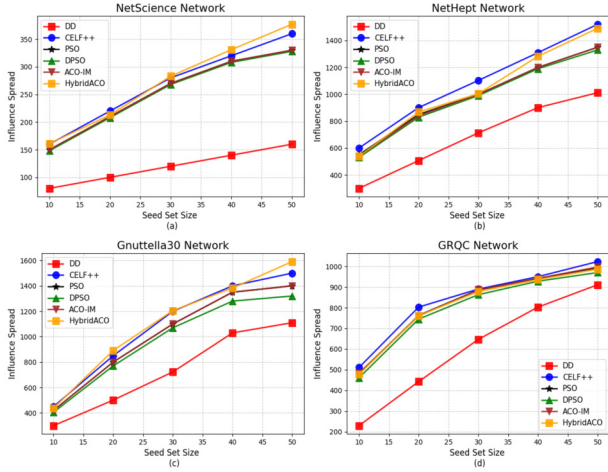 NetScience Network
DD
CELF++
PSO
DPSO
ACO-IM
HybridACO
Influence Spread
350
300
250
200
150
100
10 15 20 25 30 35 40 45 50
Seed Set Size
(a)
NetHept Network
DD
CELF++
PSO
DPSO
ACO-IM
HybridACO
Influence Spread
1400
1200
1000
800
600
400
10 15 20 25 30 35 40 45 50
Seed Set Size
(b)
Gnuttella30 Network
DD
CELF++
PSO
DPSO
ACO-IM
HybridACO
Influence Spread
1600
1400
1200
1000
800
600
400
10 15 20 25 30 35 40 45 50
Seed Set Size
(c)
GRQC Network
Influence Spread
1000
900
800
700
600
500
400
300
200
DD
CELF++
PSO
DPSO
ACO-IM
HybridACO
10 15 20 25 30 35 40 45 50
Seed Set Size
(d)